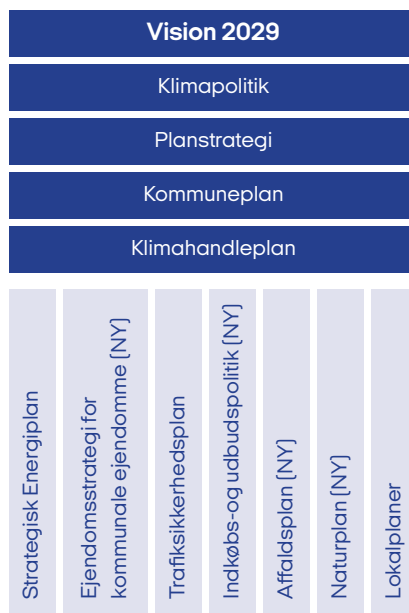 Vision 2029
Klimapolitik
Planstrategi
Kommuneplan
Klimahandleplan
Strategisk Energiplan
Ejendomsstrategi for
kommunale ejendomme (NY)
Trafiksikkerhedsplan
Indkøbs-og udbudspolitik (NY)
Affaldsplan (NY)
Naturplan (NY)
Lokalplaner